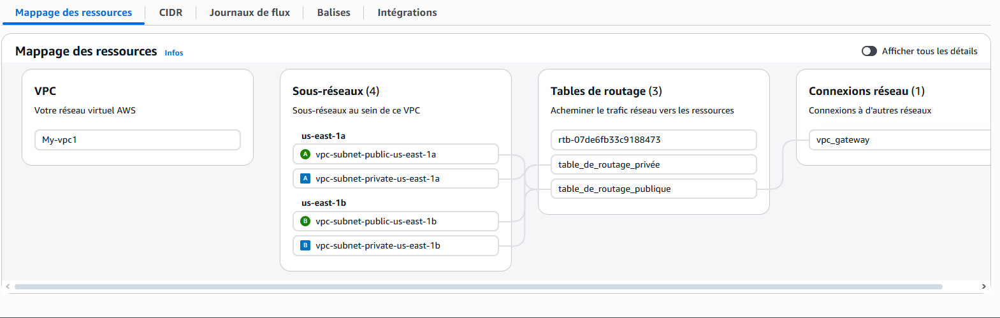 Mappage des ressources
CIDR
Journaux de flux
Balises
Intégrations
Mappage des ressources Infos
Afficher tous les détails
VPC
Votre réseau virtuel AWS
My-vpc1
Sous-réseaux (4)
Sous-réseaux au sein de ce VPC
us-east-1a
A vpc-subnet-public-us-east-1a
A vpc-subnet-private-us-east-1a
us-east-1b
B vpc-subnet-public-us-east-1b
B vpc-subnet-private-us-east-1b
Tables de routage (3)
Acheminer le trafic réseau vers les ressources
rtb-07de6fb33c9188473
table_de_routage_privée
table_de_routage_publique
Connexions réseau (1)
Connexions à d'autres réseaux
vpc_gateway